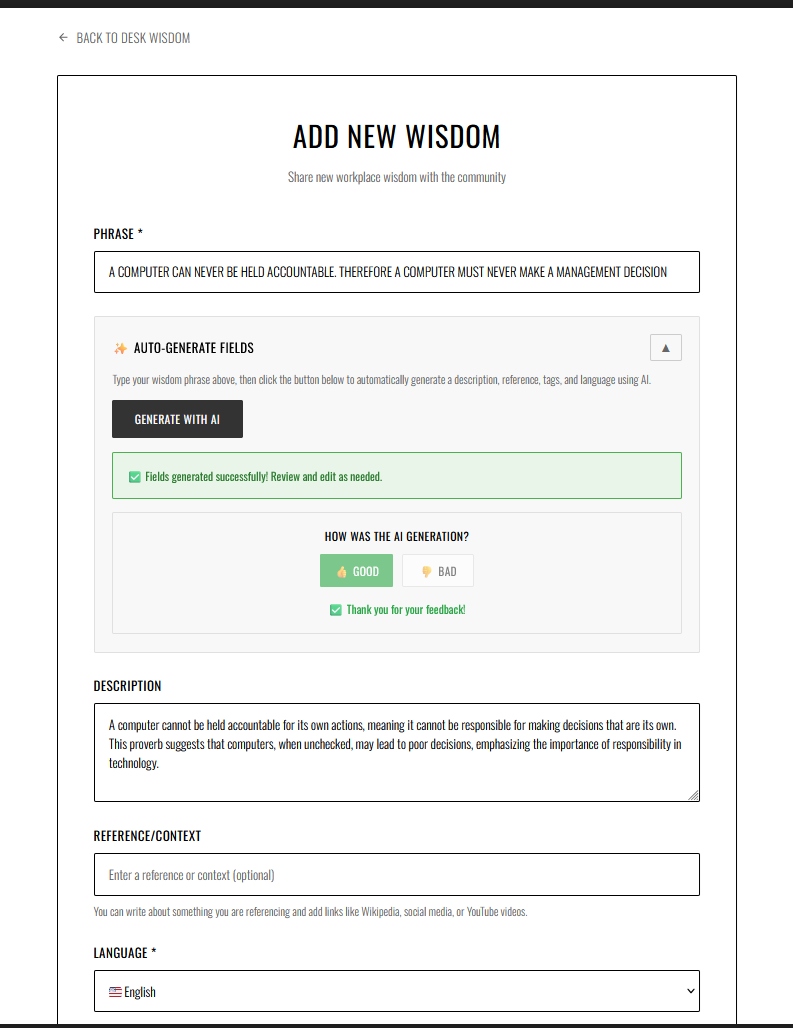 ← BACK TO DESK WISDOM
ADD NEW WISDOM
Share new workplace wisdom with the community
PHRASE *
A COMPUTER CAN NEVER BE HELD ACCOUNTABLE. THEREFORE A COMPUTER MUST NEVER MAKE A MANAGEMENT DECISION
✨ AUTO-GENERATE FIELDS
▲
Type your wisdom phrase above, then click the button below to automatically generate a description, reference, tags, and language using AI.
GENERATE WITH AI
✅ Fields generated successfully! Review and edit as needed.
HOW WAS THE AI GENERATION?
👍 GOOD 👎 BAD
✅ Thank you for your feedback!
DESCRIPTION
A computer cannot be held accountable for its own actions, meaning it cannot be responsible for making decisions that are its own.
This proverb suggests that computers, when unchecked, may lead to poor decisions, emphasizing the importance of responsibility in
technology.
REFERENCE/CONTEXT
Enter a reference or context (optional)
You can write about something you are referencing and add links like Wikipedia, social media, or YouTube videos.
LANGUAGE *
🇺🇸 English